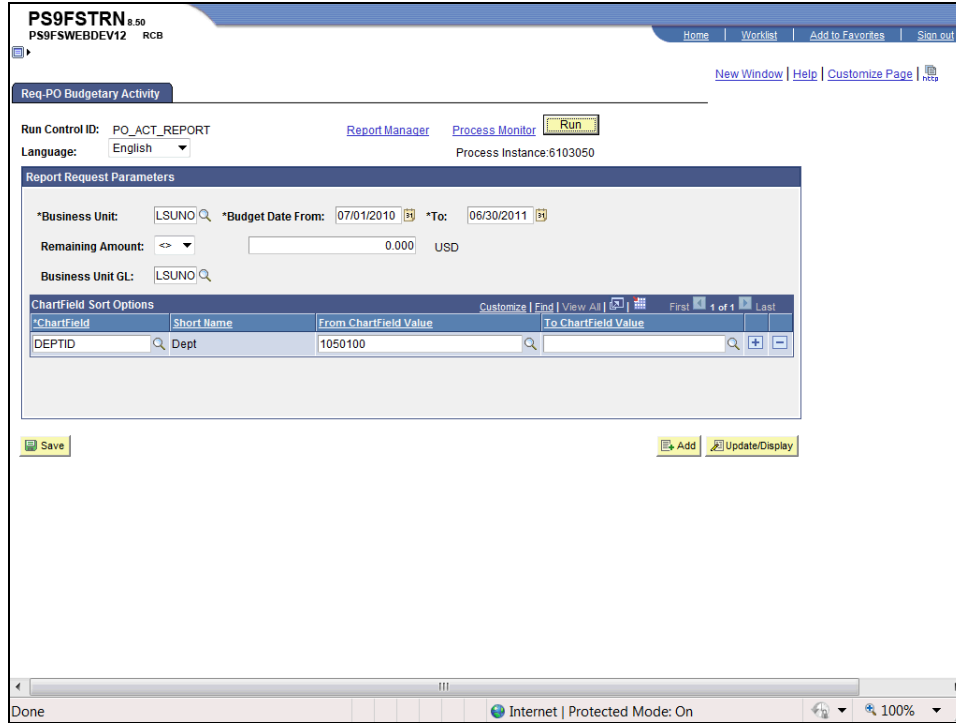 PS9FSTRN 8.50
PS9FSWEBDEV12 RCB
Home | Worklist | Add to Favorites | Sign out
New Window | Help | Customize Page | http
Req-PO Budgetary Activity
Run Control ID: PO_ACT_REPORT Report Manager Process Monitor Run
Language: English Process Instance:6103050
Report Request Parameters
*Business Unit: LSUNO *Budget Date From: 07/01/2010 31 *To: 06/30/2011 31
Remaining Amount: <> 0.000 USD
Business Unit GL: LSUNO
ChartField Sort Options Customize | Find | View All | First 1 of 1 Last
*ChartField Short Name From ChartField Value To ChartField Value
DEPTID Dept 1050100
Save Add Update/Display
Done Internet | Protected Mode: On 100%